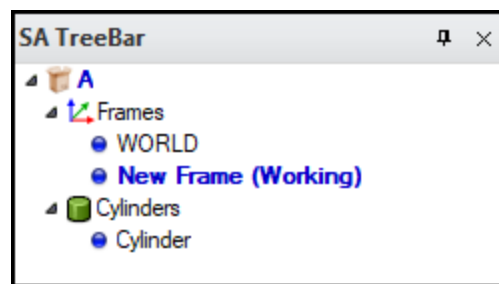 SA TreeBar
A
Frames
WORLD
New Frame (Working)
Cylinders
Cylinder